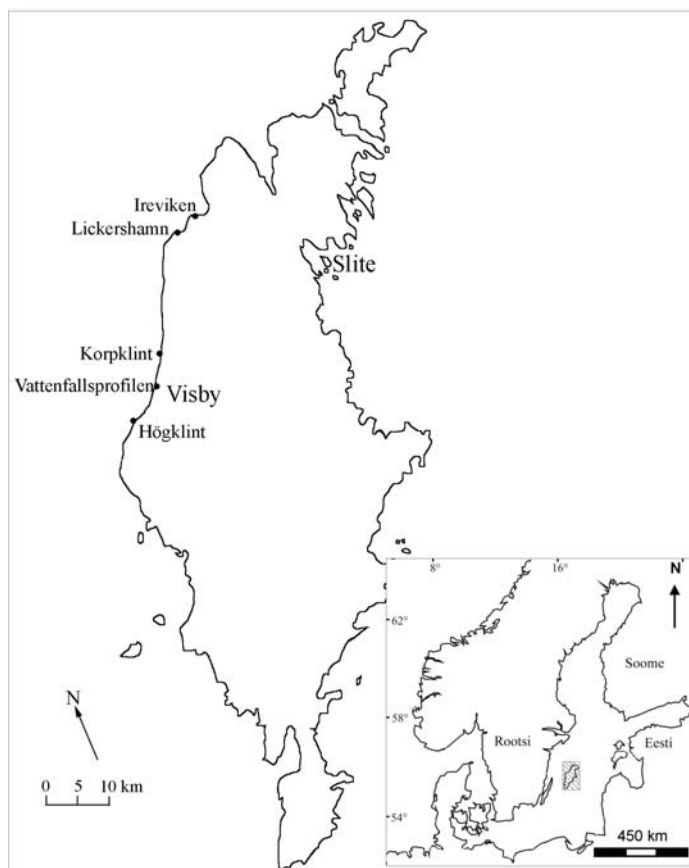 Ireviken
Lickershamn
Slite
Korpklint
Vattenfallsprofilen
Visby
Högklint
N
0 5 10 km
8° 16° N
62°
Soome
58°
Rootsi Eesti
54°
450 km